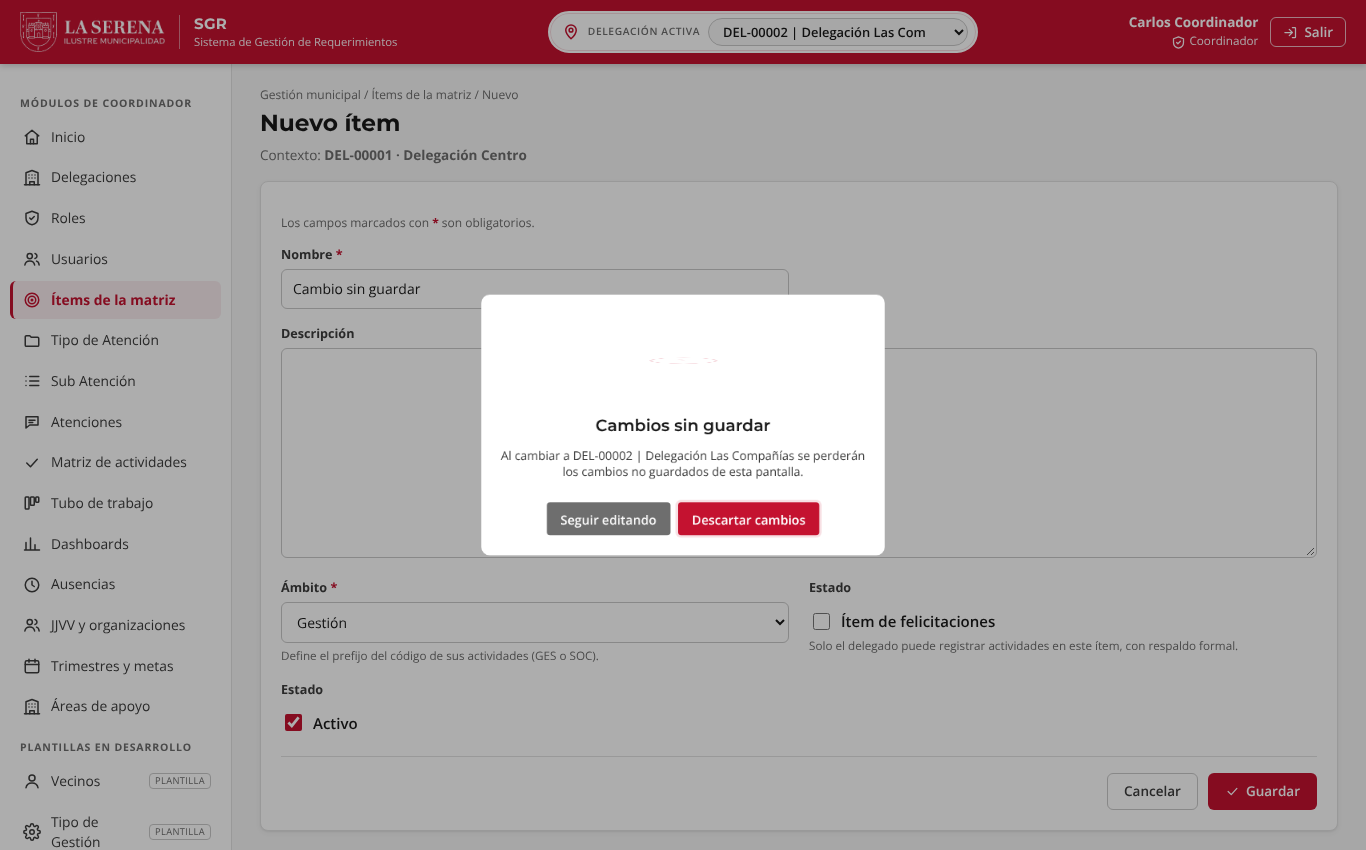 LA SERENA
ILUSTRE MUNICIPALIDAD
SGR
Sistema de Gestión de Requerimientos
DELEGACIÓN ACTIVA
DEL-00002 | Delegación Las Com
Carlos Coordinador
Coordinador
Salir
MÓDULOS DE COORDINADOR
Inicio
Delegaciones
Roles
Usuarios
Ítems de la matriz
Tipo de Atención
Sub Atención
Atenciones
Matriz de actividades
Tubo de trabajo
Dashboards
Ausencias
JJVV y organizaciones
Trimestres y metas
Áreas de apoyo
PLANTILLAS EN DESARROLLO
Vecinos PLANTILLA
Tipo de
Gestión PLANTILLA
Gestión municipal / Ítems de la matriz / Nuevo
Nuevo ítem
Contexto: DEL-00001 · Delegación Centro
Los campos marcados con * son obligatorios.
Nombre *
Cambio sin guardar
Descripción
Cambios sin guardar
Al cambiar a DEL-00002 | Delegación Las Compañías se perderán
los cambios no guardados de esta pantalla.
Seguir editando
Descartar cambios
Ámbito *
Gestión
Define el prefijo del código de sus actividades (GES o SOC).
Estado
Ítem de felicitaciones
Solo el delegado puede registrar actividades en este ítem, con respaldo formal.
Estado
Activo
Cancelar
Guardar